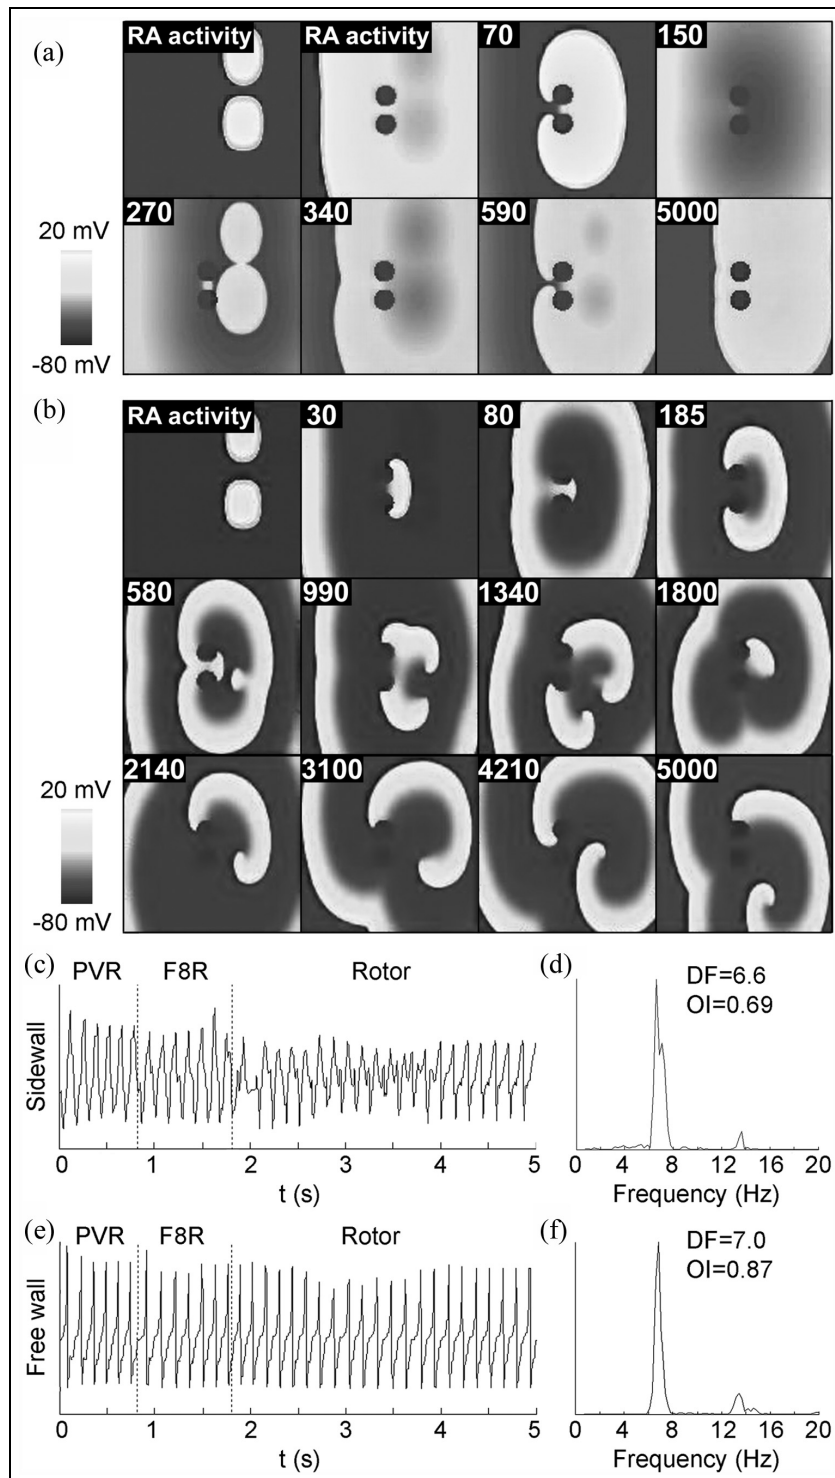 (a)
RA activity RA activity 70 150
270 340 590 5000
20 mV
-80 mV
(b)
RA activity 30 80 185
580 990 1340 1800
2140 3100 4210 5000
20 mV
-80 mV
(c) PVR F8R Rotor
Sidewall
0 1 2 3 4 5
t (s)
(d)
DF=6.6
OI=0.69
0 4 8 12 16 20
Frequency (Hz)
(e) PVR F8R Rotor
Free wall
0 1 2 3 4 5
t (s)
(f)
DF=7.0
OI=0.87
0 4 8 12 16 20
Frequency (Hz)